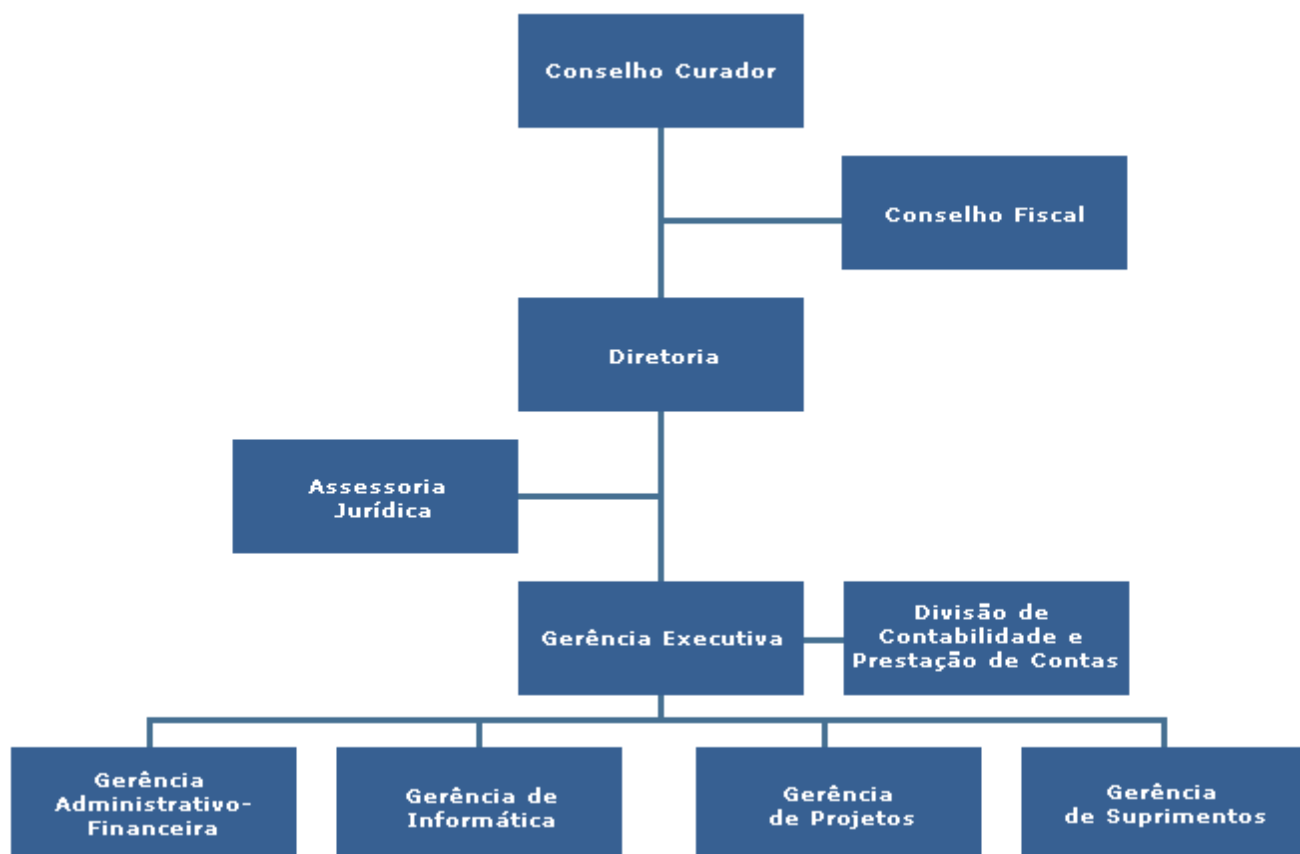 Conselho Curador
Conselho Fiscal
Diretoria
Assessoria
Jurídica
Gerência Executiva
Divisão de
Contabilidade e
Prestação de Contas
Gerência
Administrativo-
Financeira
Gerência de
Informática
Gerência
de Projetos
Gerência
de Suprimentos